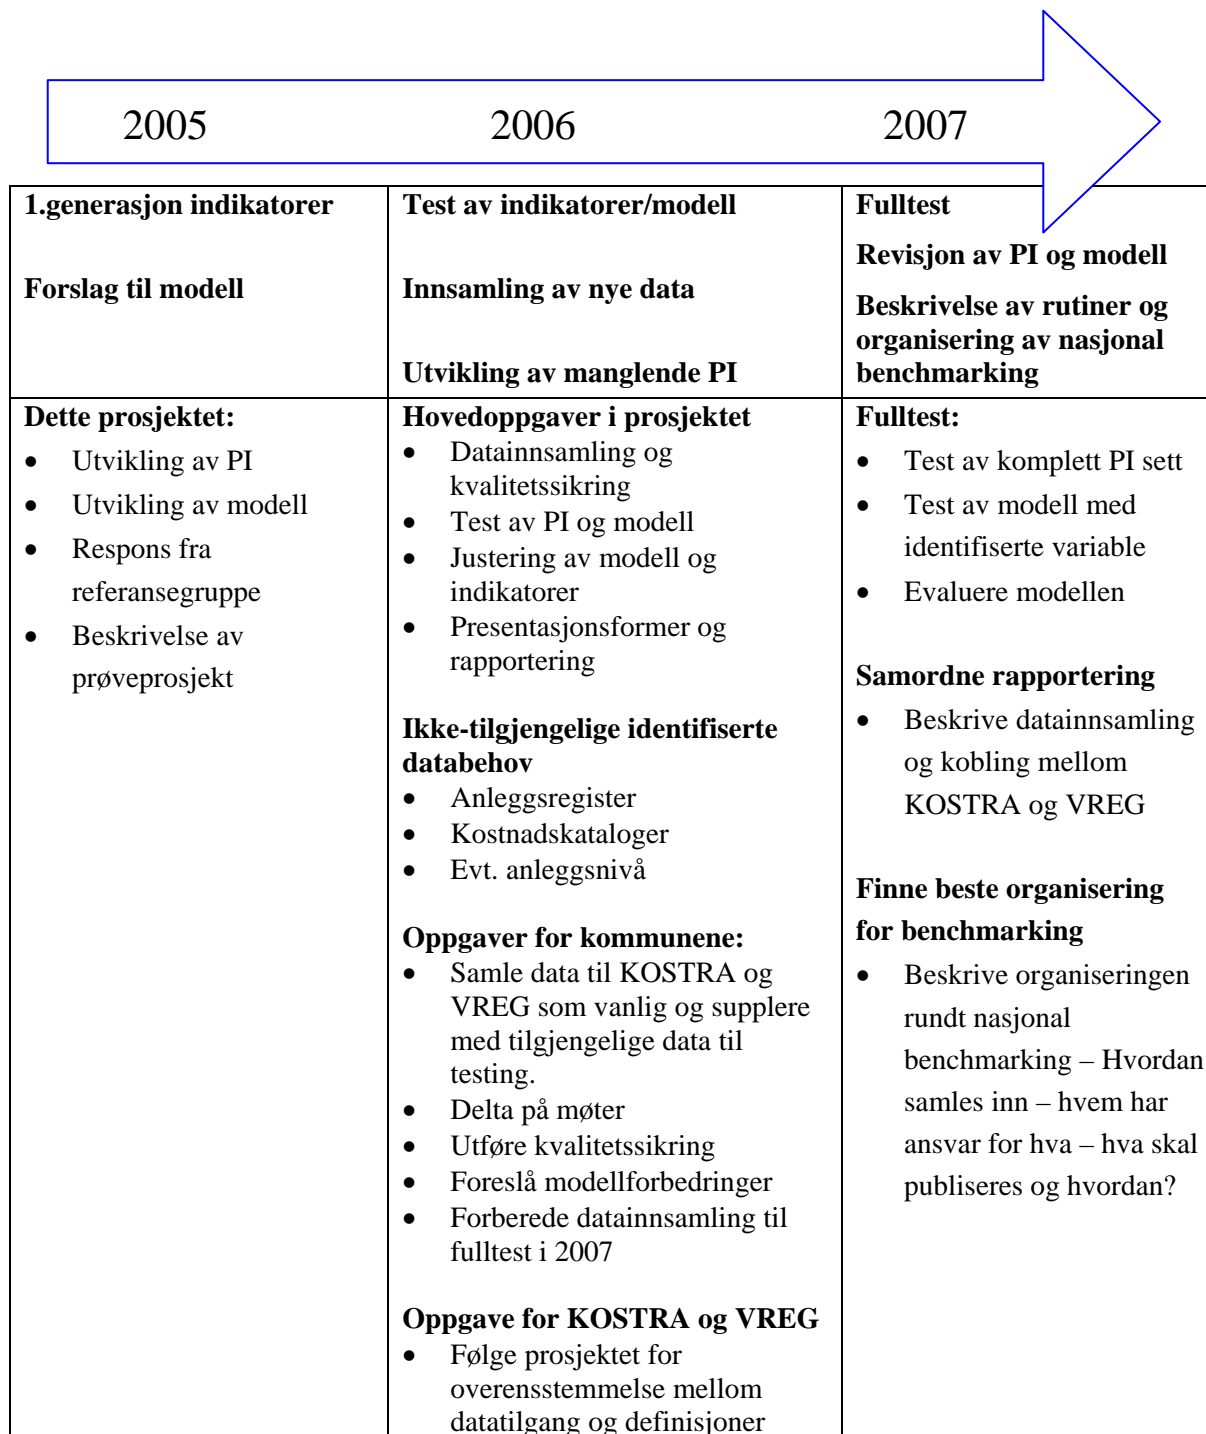 2005 2006 2007
1.generasjon indikatorer
Forslag til modell
Test av indikatorer/modell
Innsamling av nye data
Utvikling av manglende PI
Fulltest
Revisjon av PI og modell
Beskrivelse av rutiner og
organisering av nasjonal
benchmarking
Dette prosjektet:
• Utvikling av PI
• Utvikling av modell
• Respons fra
referansegruppe
• Beskrivelse av
prøveprosjekt
Hovedoppgaver i prosjektet
• Datainnsamling og
kvalitetssikring
• Test av PI og modell
• Justering av modell og
indikatorer
• Presentasjonsformer og
rapportering
Ikke-tilgjengelige identifiserte
databehov
• Anleggsregister
• Kostnadskataloger
• Evt. anleggsnivå
Oppgaver for kommunene:
• Samle data til KOSTRA og
VREG som vanlig og supplere
med tilgjengelige data til
testing.
• Delta på møter
• Utføre kvalitetssikring
• Foreslå modellforbedringer
• Forberede datainnsamling til
fulltest i 2007
Oppgave for KOSTRA og VREG
• Følge prosjektet for
overensstemmelse mellom
datatilgang og definisjoner
Fulltest:
• Test av komplett PI sett
• Test av modell med
identifiserte variable
• Evaluere modellen
Samordne rapportering
• Beskrive datainnsamling
og kobling mellom
KOSTRA og VREG
Finne beste organisering
for benchmarking
• Beskrive organiseringen
rundt nasjonal
benchmarking – Hvordan
samles inn – hvem har
ansvar for hva – hva skal
publiseres og hvordan?